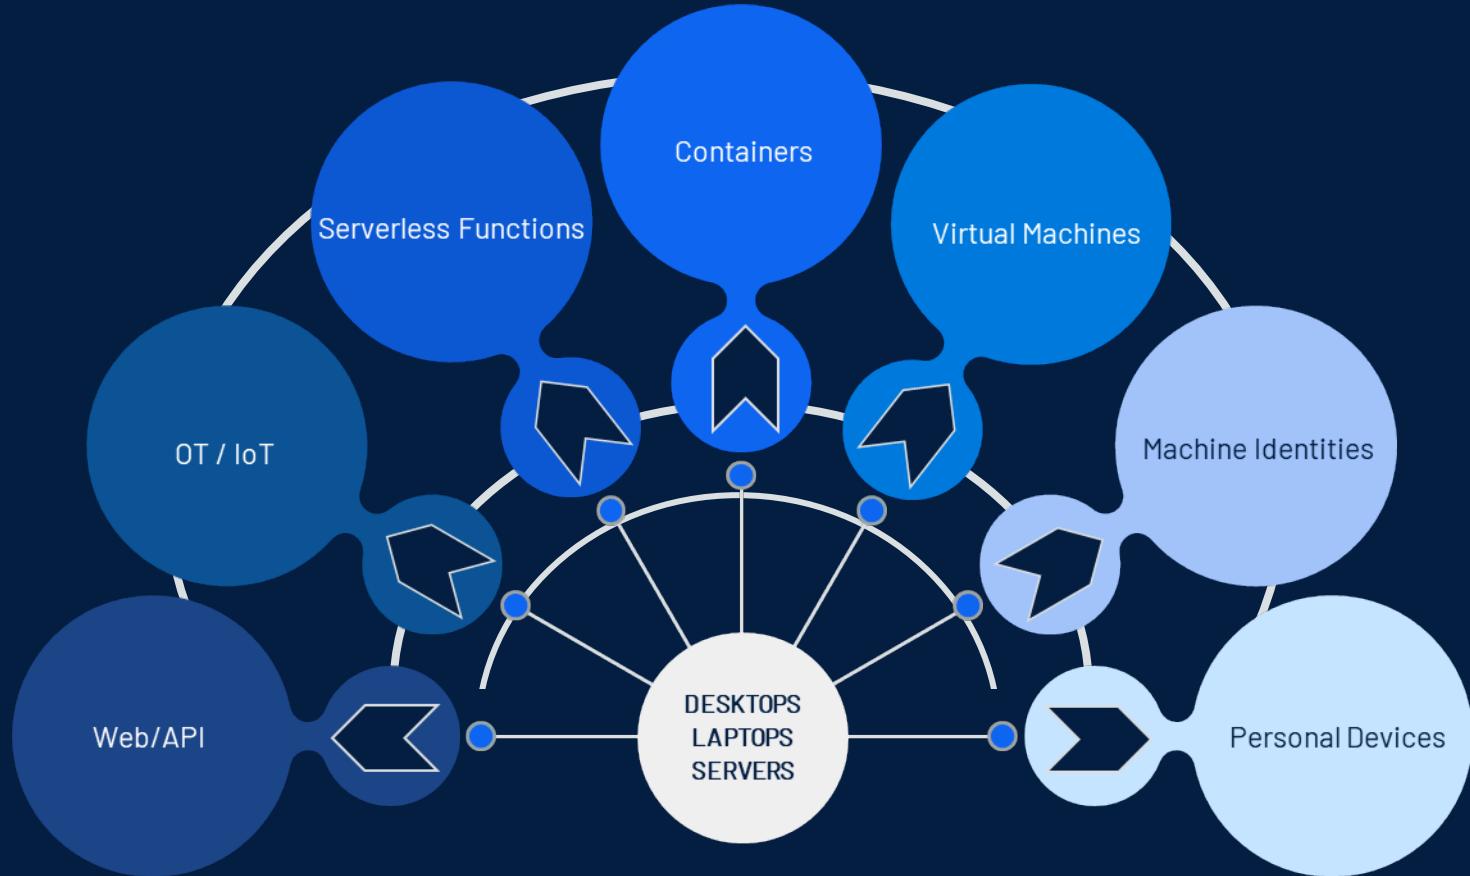 Containers
Serverless Functions
Virtual Machines
OT / IoT
Machine Identities
Web/API
DESKTOPS
LAPTOPS
SERVERS
Personal Devices